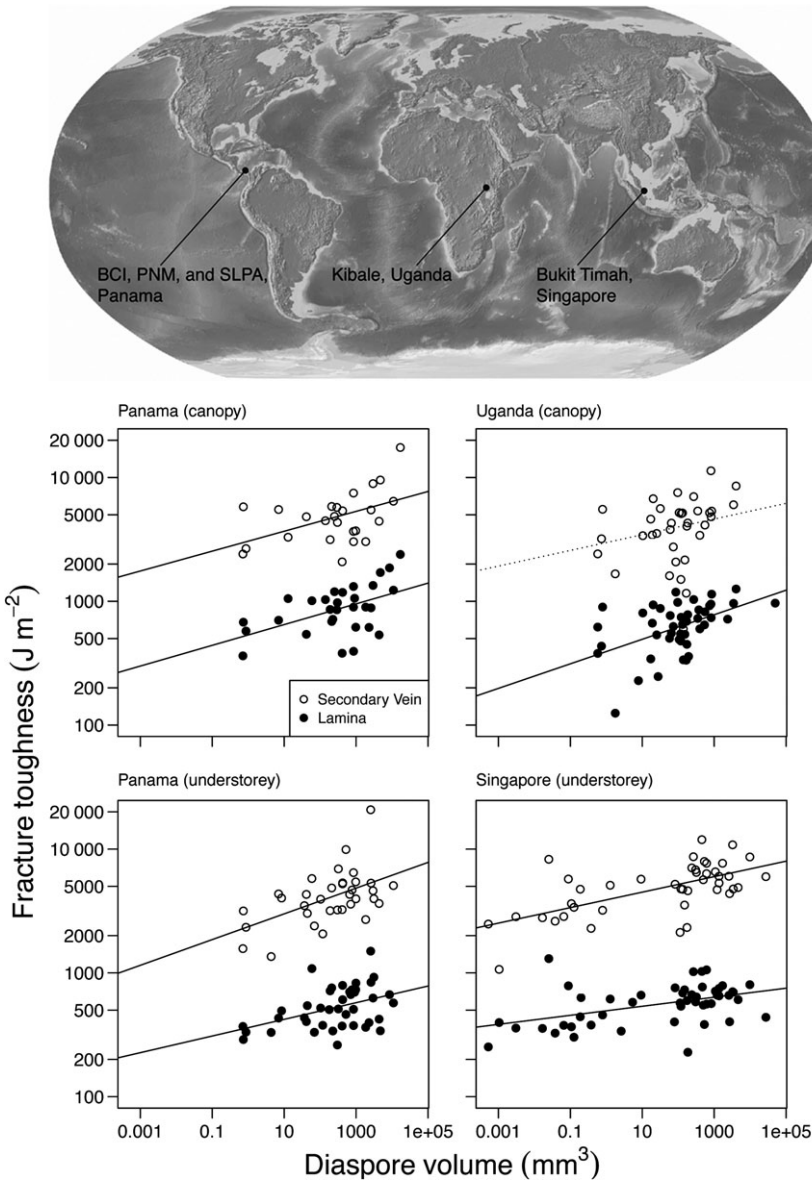 BCI, PNM, and SLPA,
Panama
Kibale, Uganda
Bukit Timah,
Singapore
Panama (canopy)
Uganda (canopy)
20 000
10 000
5000
2000
1000
500
200
100
Secondary Vein
Lamina
Fracture toughness (J m⁻²)
Panama (understorey)
Singapore (understorey)
20 000
10 000
5000
2000
1000
500
200
100
0.001
0.1
10
1000
1e+05
0.001
0.1
10
1000
1e+05
Diaspore volume (mm³)